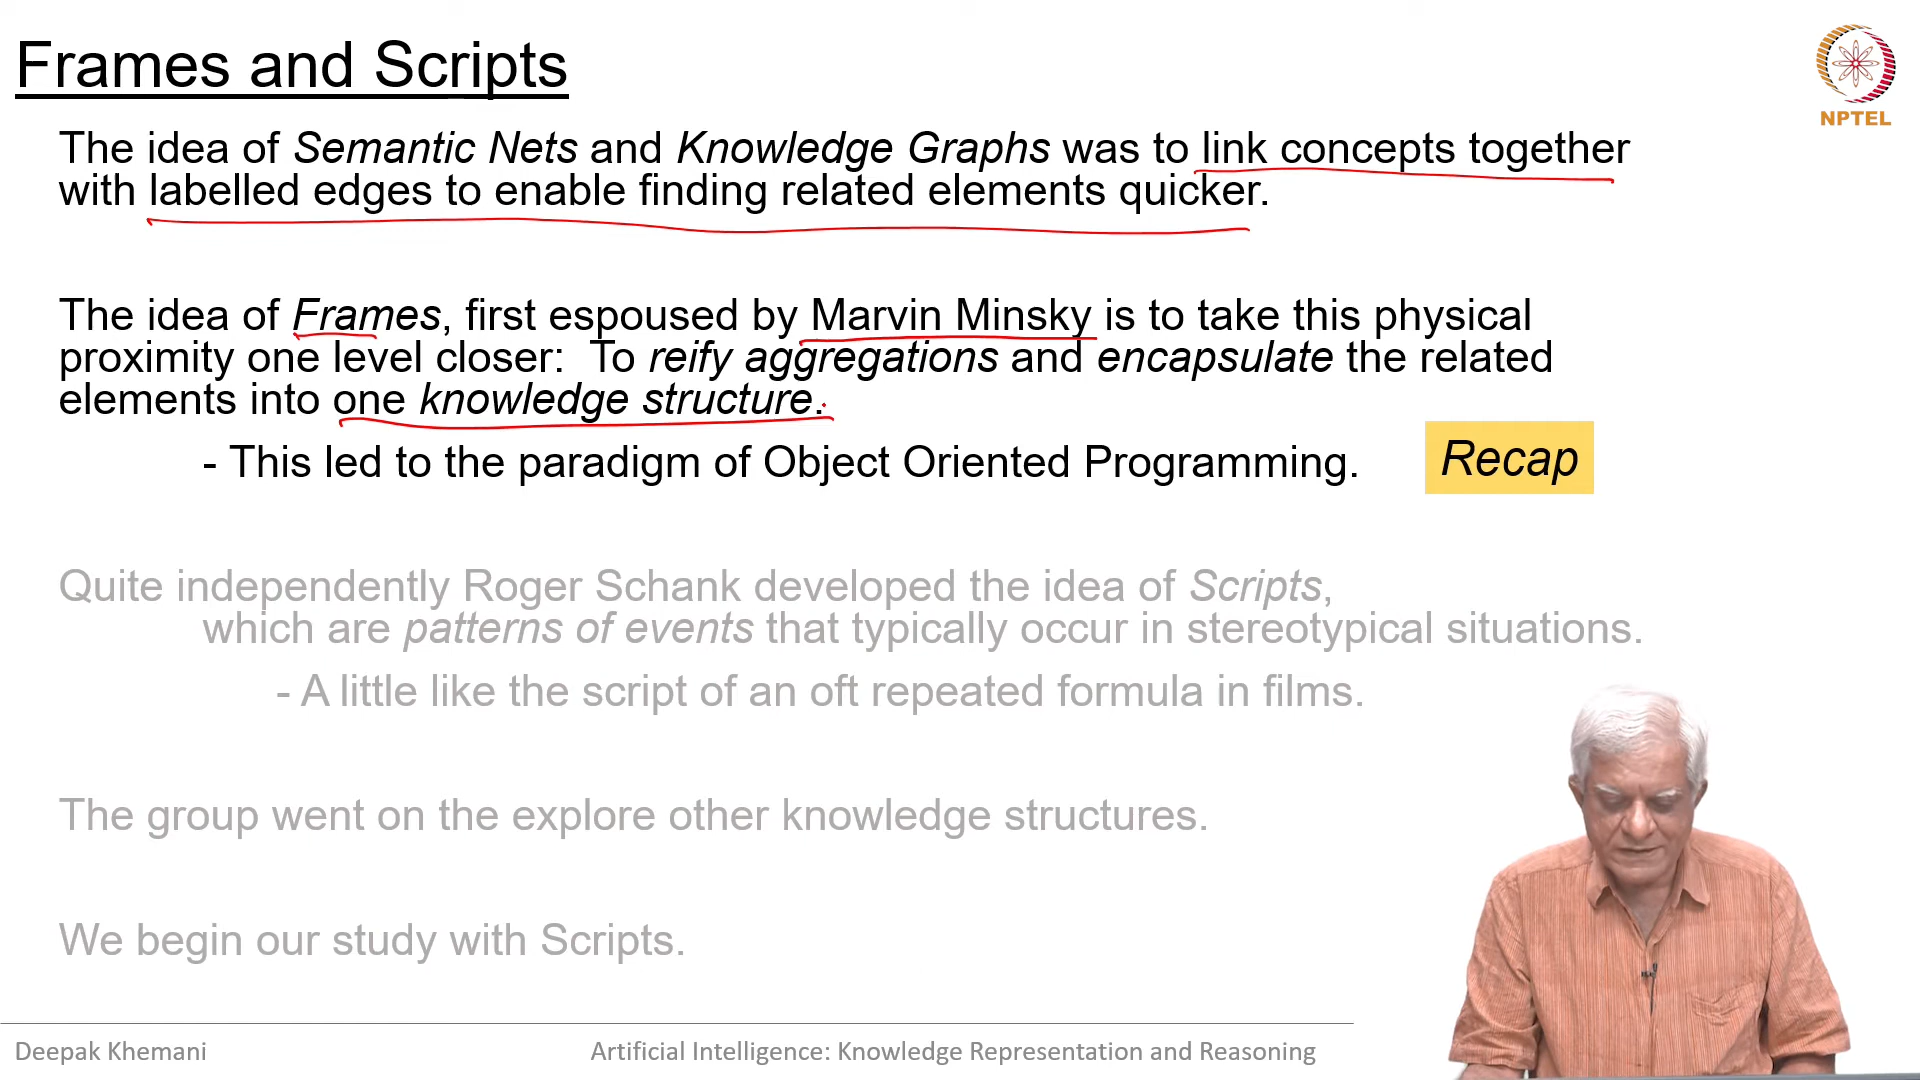 Frames and Scripts
NPTEL
The idea of Semantic Nets and Knowledge Graphs was to link concepts together
with labelled edges to enable finding related elements quicker.
The idea of Frames, first espoused by Marvin Minsky is to take this physical
proximity one level closer: To reify aggregations and encapsulate the related
elements into one knowledge structure.
- This led to the paradigm of Object Oriented Programming.
Recap
Quite independently Roger Schank developed the idea of Scripts,
which are patterns of events that typically occur in stereotypical situations.
- A little like the script of an oft repeated formula in films.
The group went on the explore other knowledge structures.
We begin our study with Scripts.
Deepak Khemani
Artificial Intelligence: Knowledge Representation and Reasoning